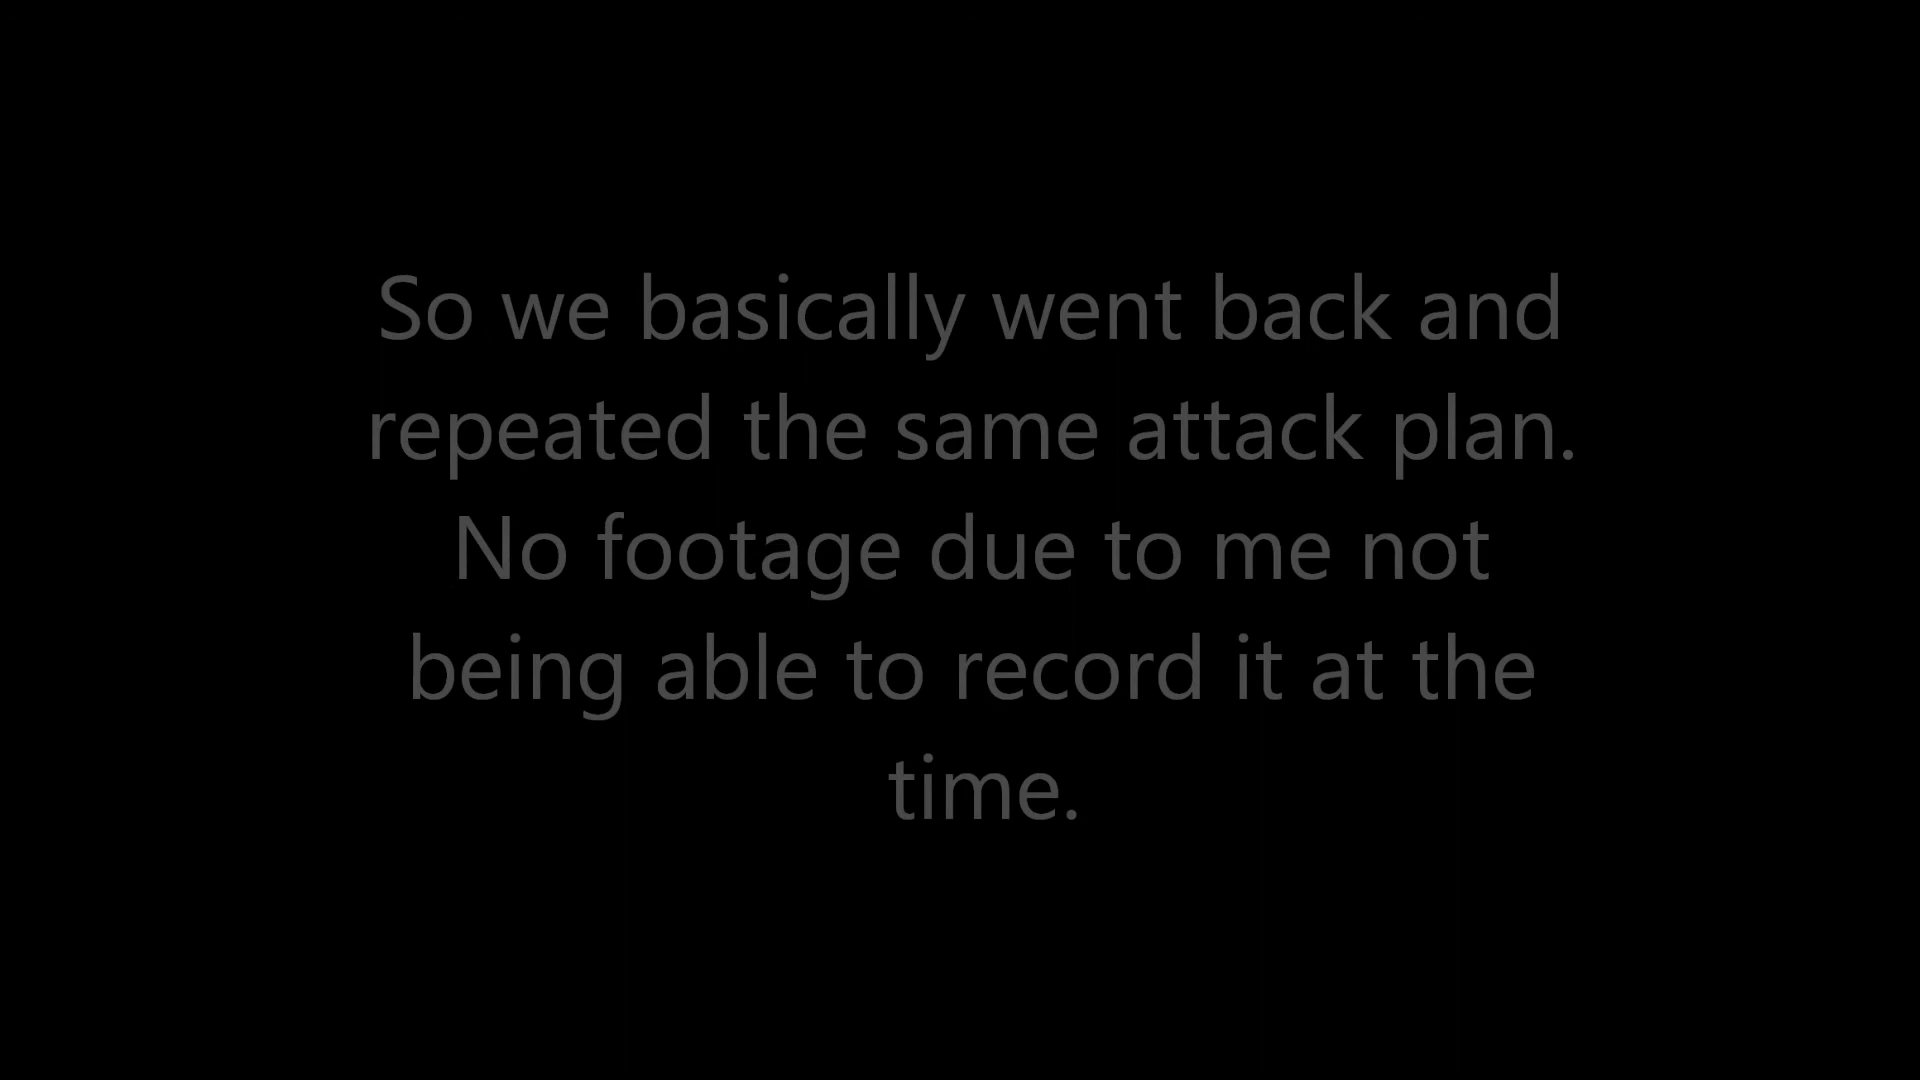 So we basically went back and
repeated the same attack plan.
No footage due to me not
being able to record it at the
time.